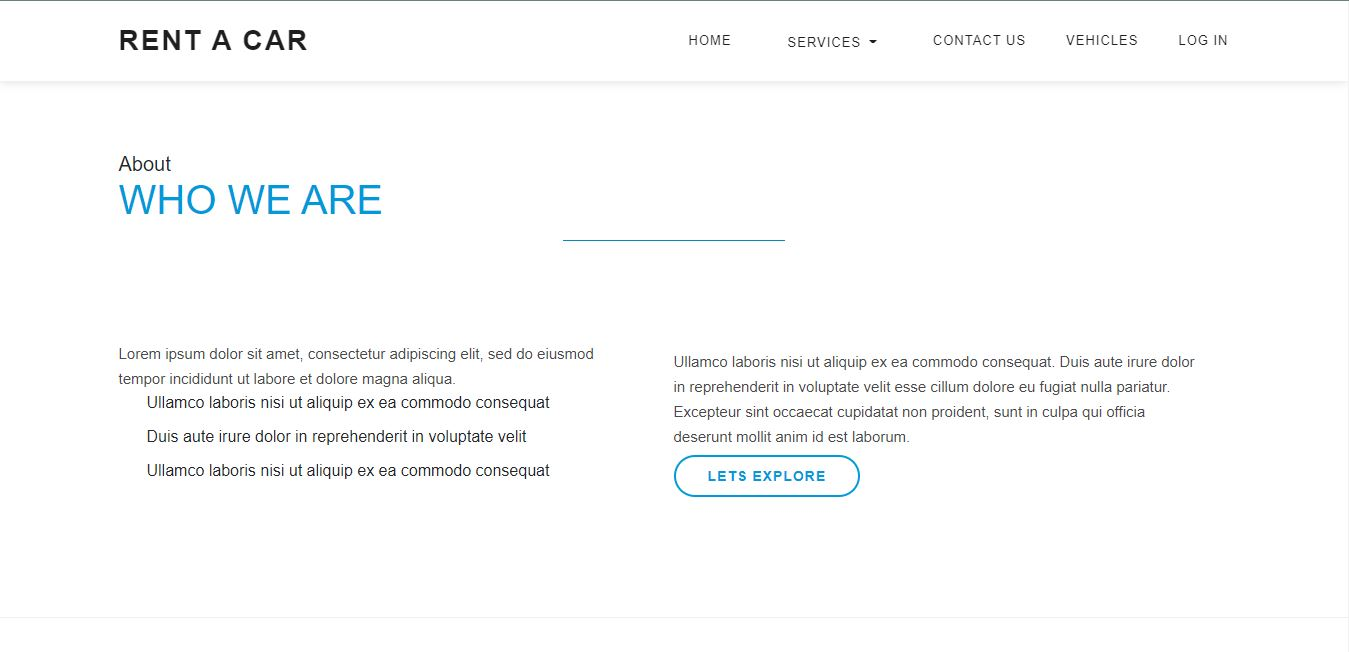 RENT A CAR
HOME
SERVICES
CONTACT US
VEHICLES
LOG IN
About
WHO WE ARE
Lorem ipsum dolor sit amet, consectetur adipiscing elit, sed do eiusmod
tempor incididunt ut labore et dolore magna aliqua.
Ullamco laboris nisi ut aliquip ex ea commodo consequat
Duis aute irure dolor in reprehenderit in voluptate velit
Ullamco laboris nisi ut aliquip ex ea commodo consequat
Ullamco laboris nisi ut aliquip ex ea commodo consequat. Duis aute irure dolor
in reprehenderit in voluptate velit esse cillum dolore eu fugiat nulla pariatur.
Excepteur sint occaecat cupidatat non proident, sunt in culpa qui officia
deserunt mollit anim id est laborum.
LETS EXPLORE